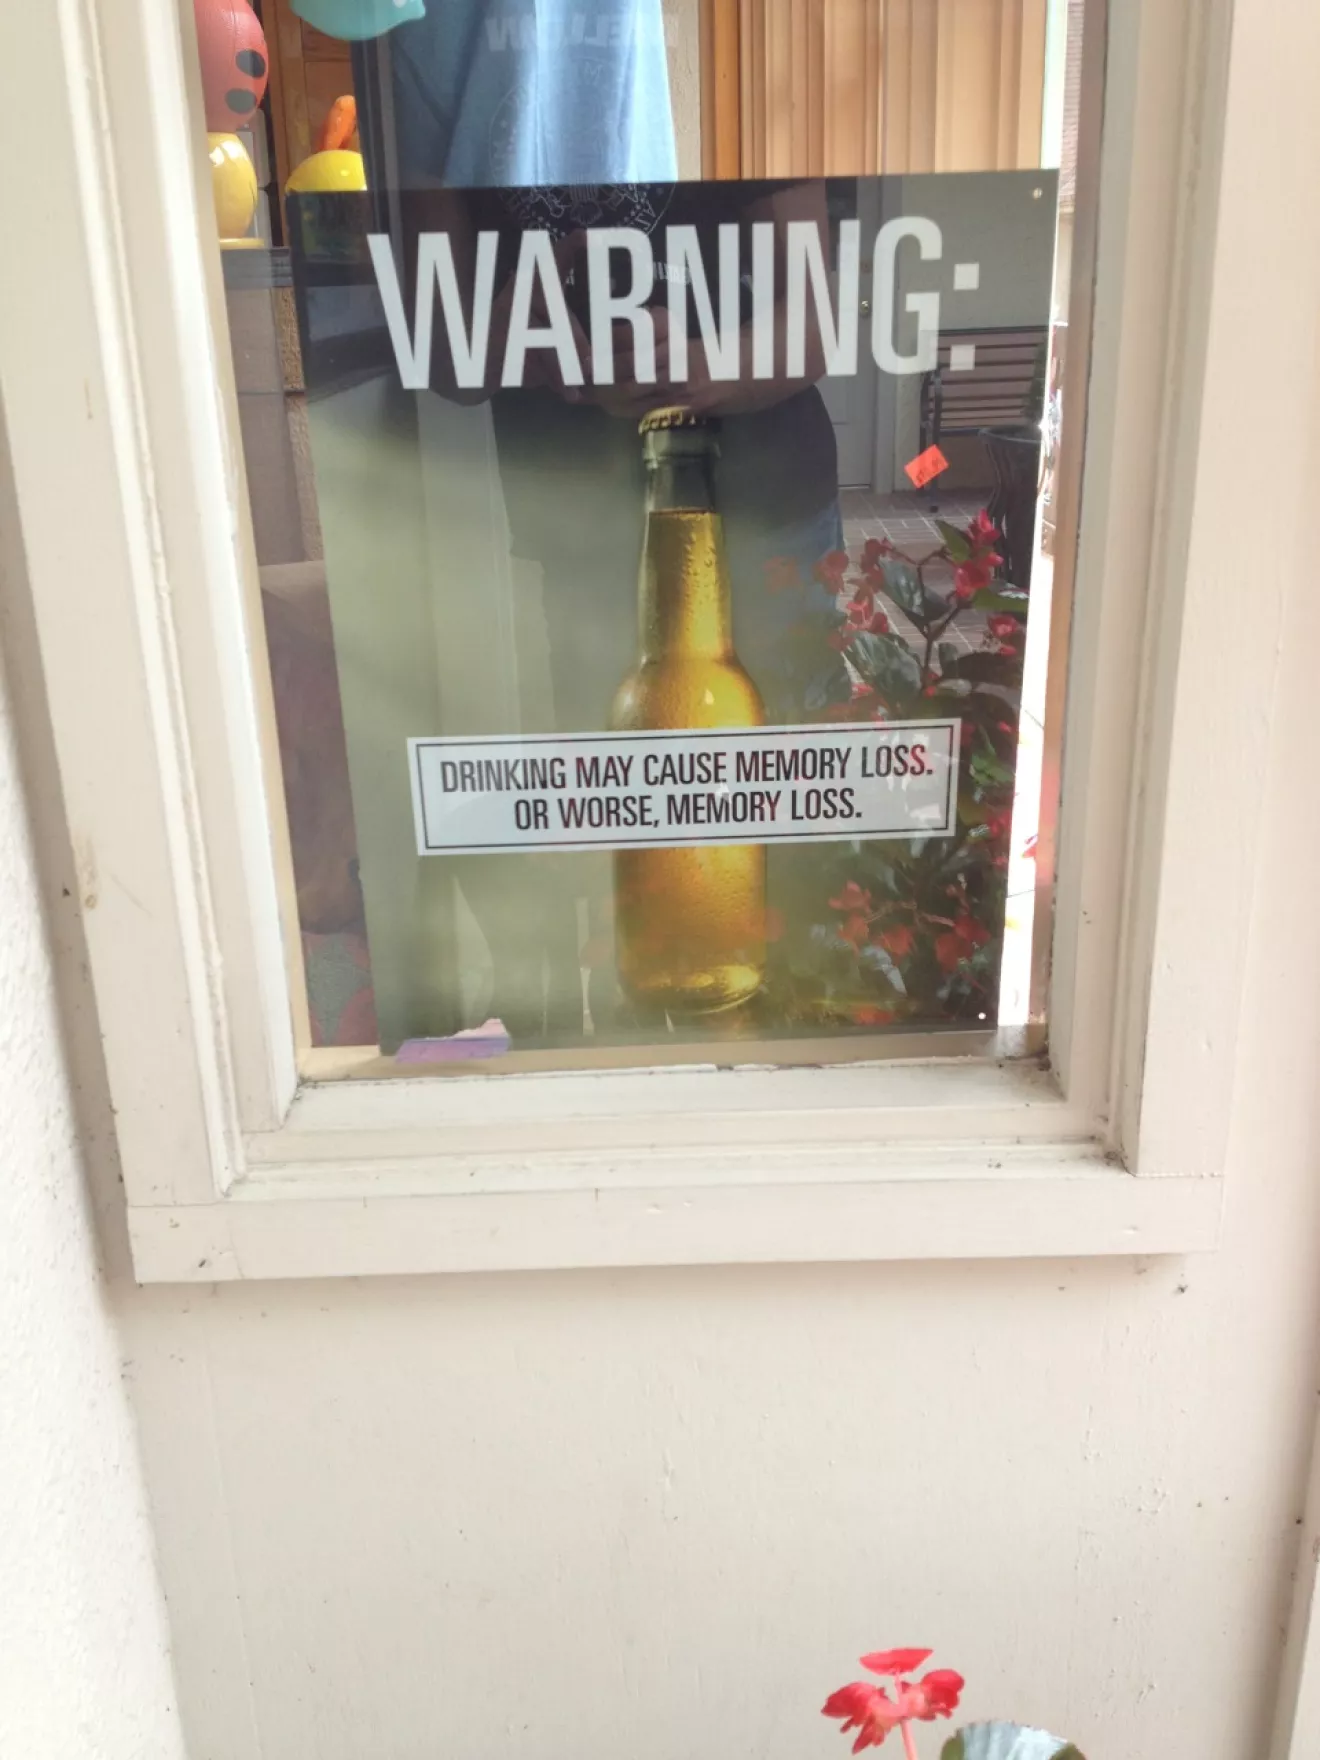 WARNING:
DRINKING MAY CAUSE MEMORY LOSS.
OR WORSE, MEMORY LOSS.